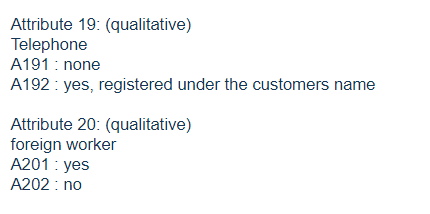 Attribute 19: (qualitative)
Telephone
A191 : none
A192 : yes, registered under the customers name
Attribute 20: (qualitative)
foreign worker
A201 : yes
A202 : no